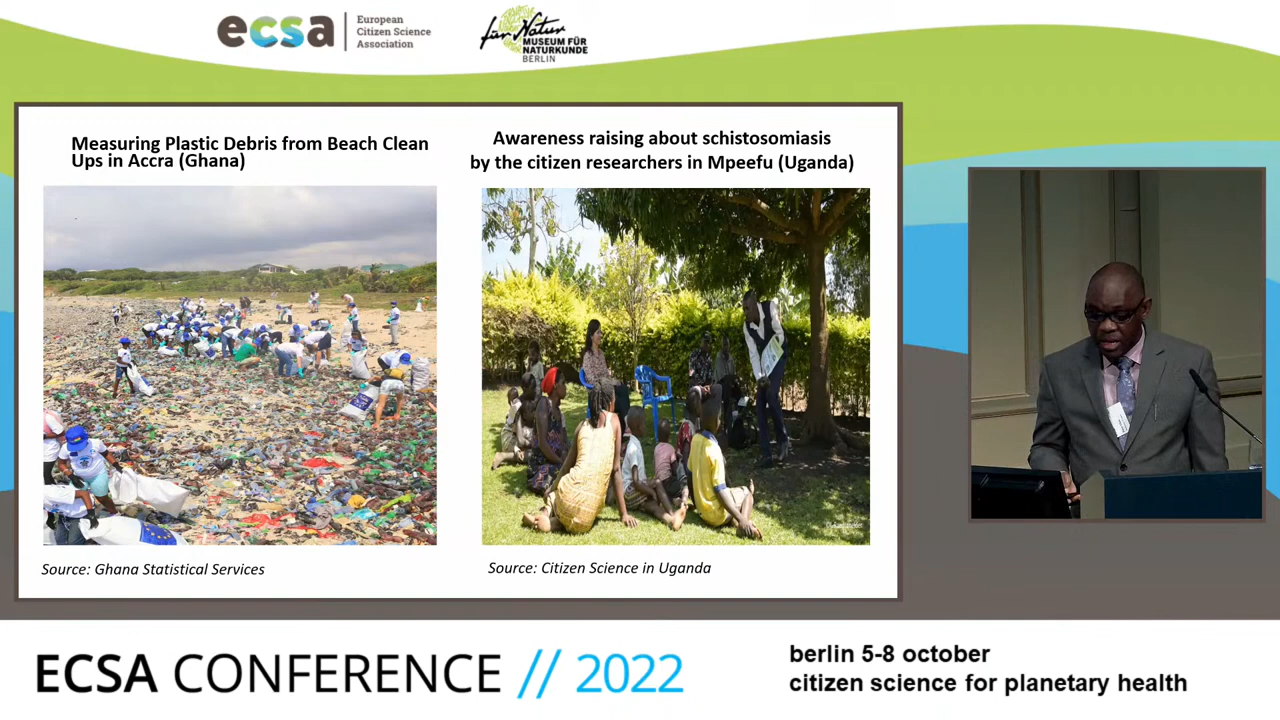 ecsa
European
Citizen Science
Association
für Natur
MUSEUM FÜR
NATURKUNDE
BERLIN
Measuring Plastic Debris from Beach Clean
Ups in Accra (Ghana)
Awareness raising about schistosomiasis
by the citizen researchers in Mpeefu (Uganda)
Source: Ghana Statistical Services
Source: Citizen Science in Uganda
ECSA CONFERENCE // 2022
berlin 5-8 october
citizen science for planetary health